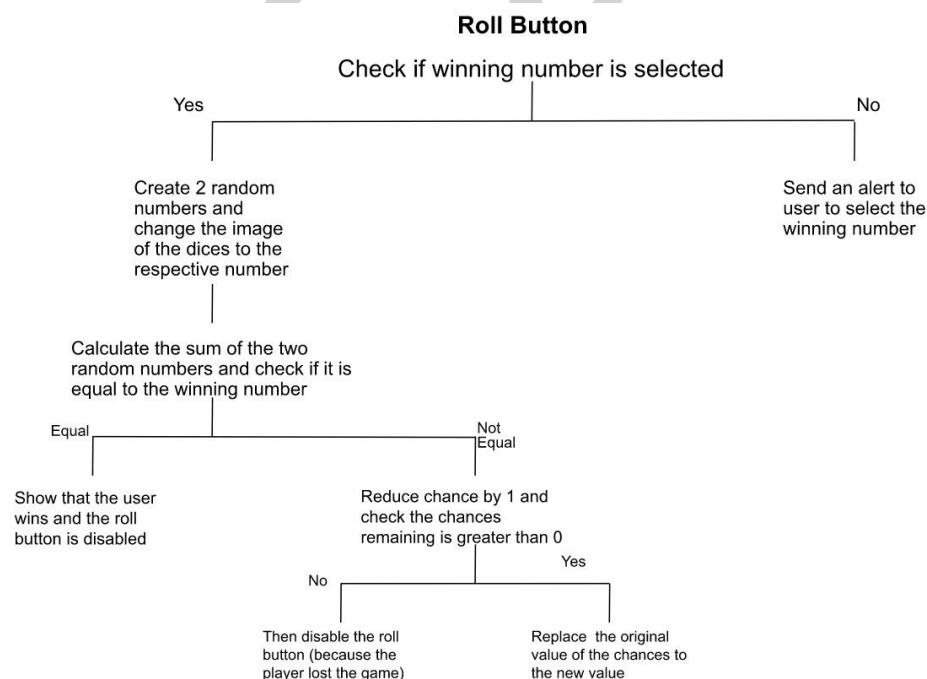 Roll Button
Check if winning number is selected
Yes
No
Create 2 random
numbers and
change the image
of the dices to the
respective number
Send an alert to
user to select the
winning number
Calculate the sum of the two
random numbers and check if it is
equal to the winning number
Equal
Not
Equal
Show that the user
wins and the roll
button is disabled
Reduce chance by 1 and
check the chances
remaining is greater than 0
No
Yes
Then disable the roll
button (because the
player lost the game)
Replace the original
value of the chances to
the new value